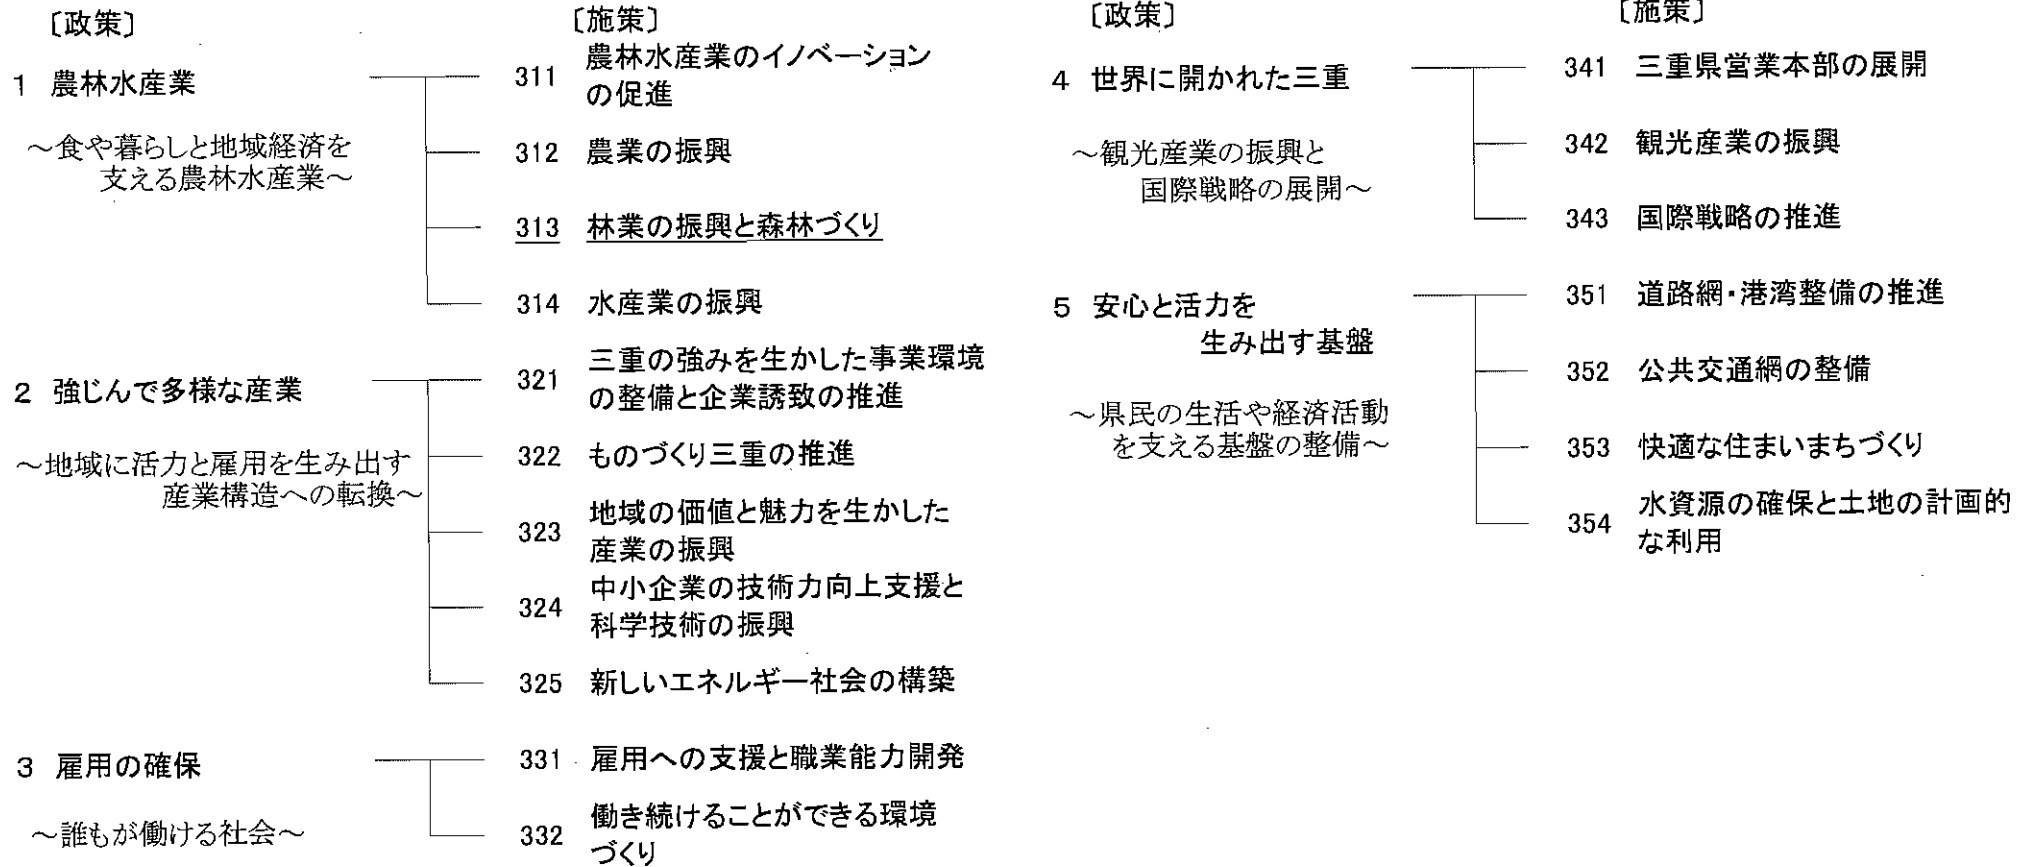 〔政策〕
〔施策〕
1 農林水産業
～食や暮らしと地域経済を
支える農林水産業～
311 農林水産業のイノベーション
の促進
312 農業の振興
313 林業の振興と森林づくり
314 水産業の振興
2 強じんで多様な産業
～地域に活力と雇用を生み出す
産業構造への転換～
321 三重の強みを生かした事業環境
の整備と企業誘致の推進
322 ものづくり三重の推進
323 地域の価値と魅力を生かした
産業の振興
324 中小企業の技術力向上支援と
科学技術の振興
325 新しいエネルギー社会の構築
3 雇用の確保
～誰もが働ける社会～
331 雇用への支援と職業能力開発
332 働き続けることができる環境
づくり
〔政策〕
〔施策〕
4 世界に開かれた三重
～観光産業の振興と
国際戦略の展開～
341 三重県営業本部の展開
342 観光産業の振興
343 国際戦略の推進
5 安心と活力を
生み出す基盤
～県民の生活や経済活動
を支える基盤の整備～
351 道路網・港湾整備の推進
352 公共交通網の整備
353 快適な住まいまちづくり
354 水資源の確保と土地の計画的
な利用